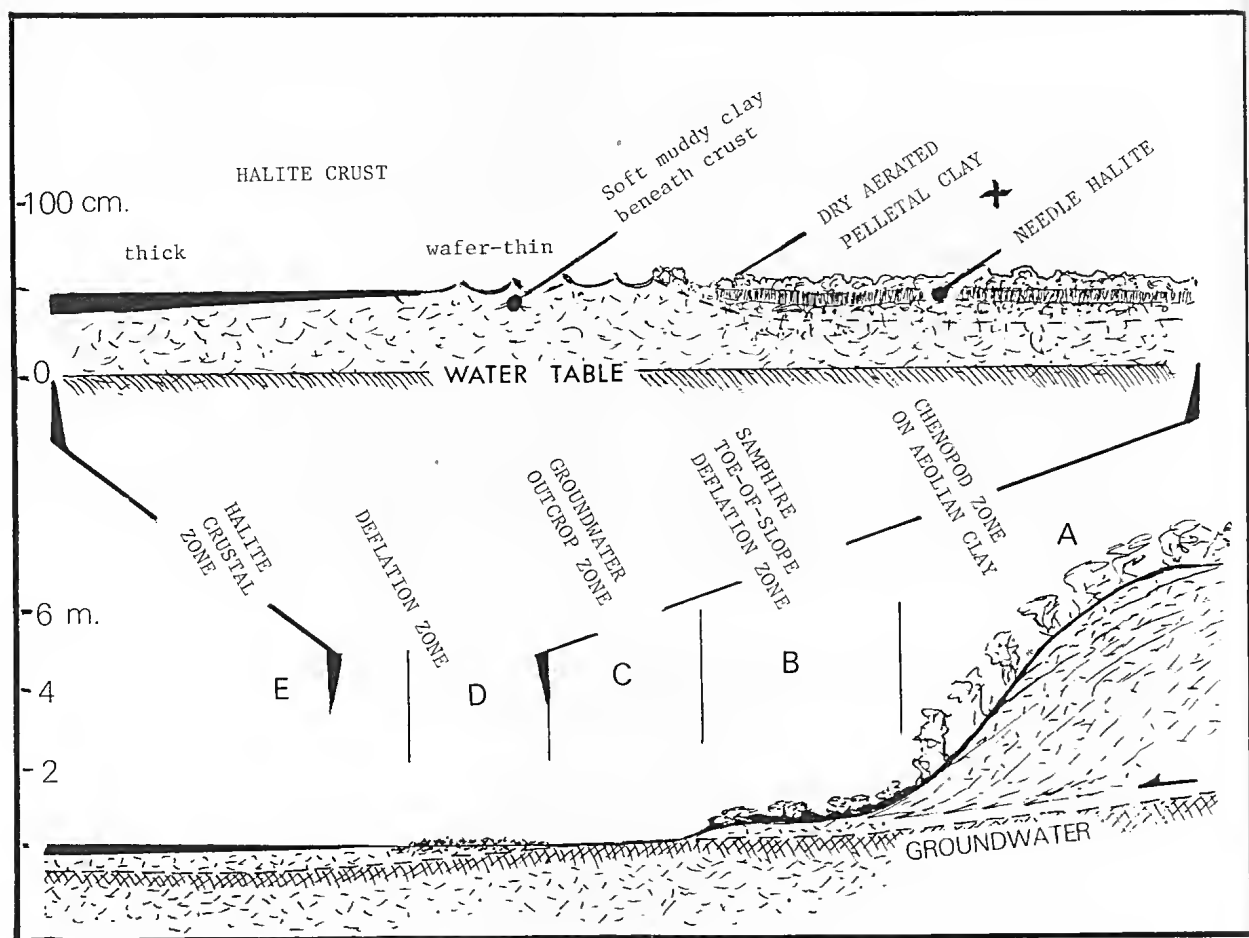 Soft muddy clay
beneath crust
DRY AERATED
PELLETAL CLAY
+
NEEDLE HALITE
HALITE CRUST
100 cm.
thick
wafer-thin
0
WATER TABLE
HALITE
CRUSTAL
ZONE
DEFLATION ZONE
GROUNDWATER
OUTCROP ZONE
SAMPHIRE
TOE-OF-SLOPE
DEFLATION ZONE
CHENOPOD ZONE
ON AEOLIAN CLAY
A
6 m.
E
D
C
B
4
2
GROUNDWATER